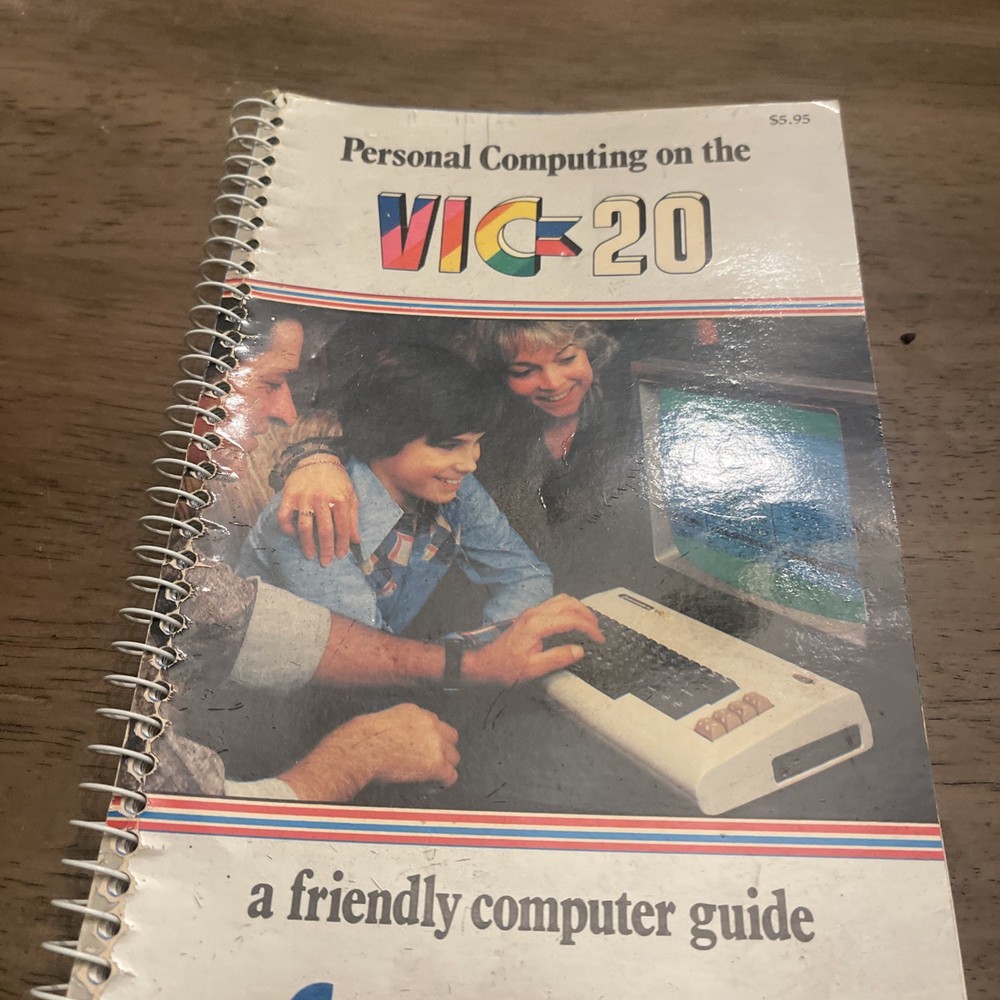 $5.95
Personal Computing on the
VIC-20
a friendly computer guide